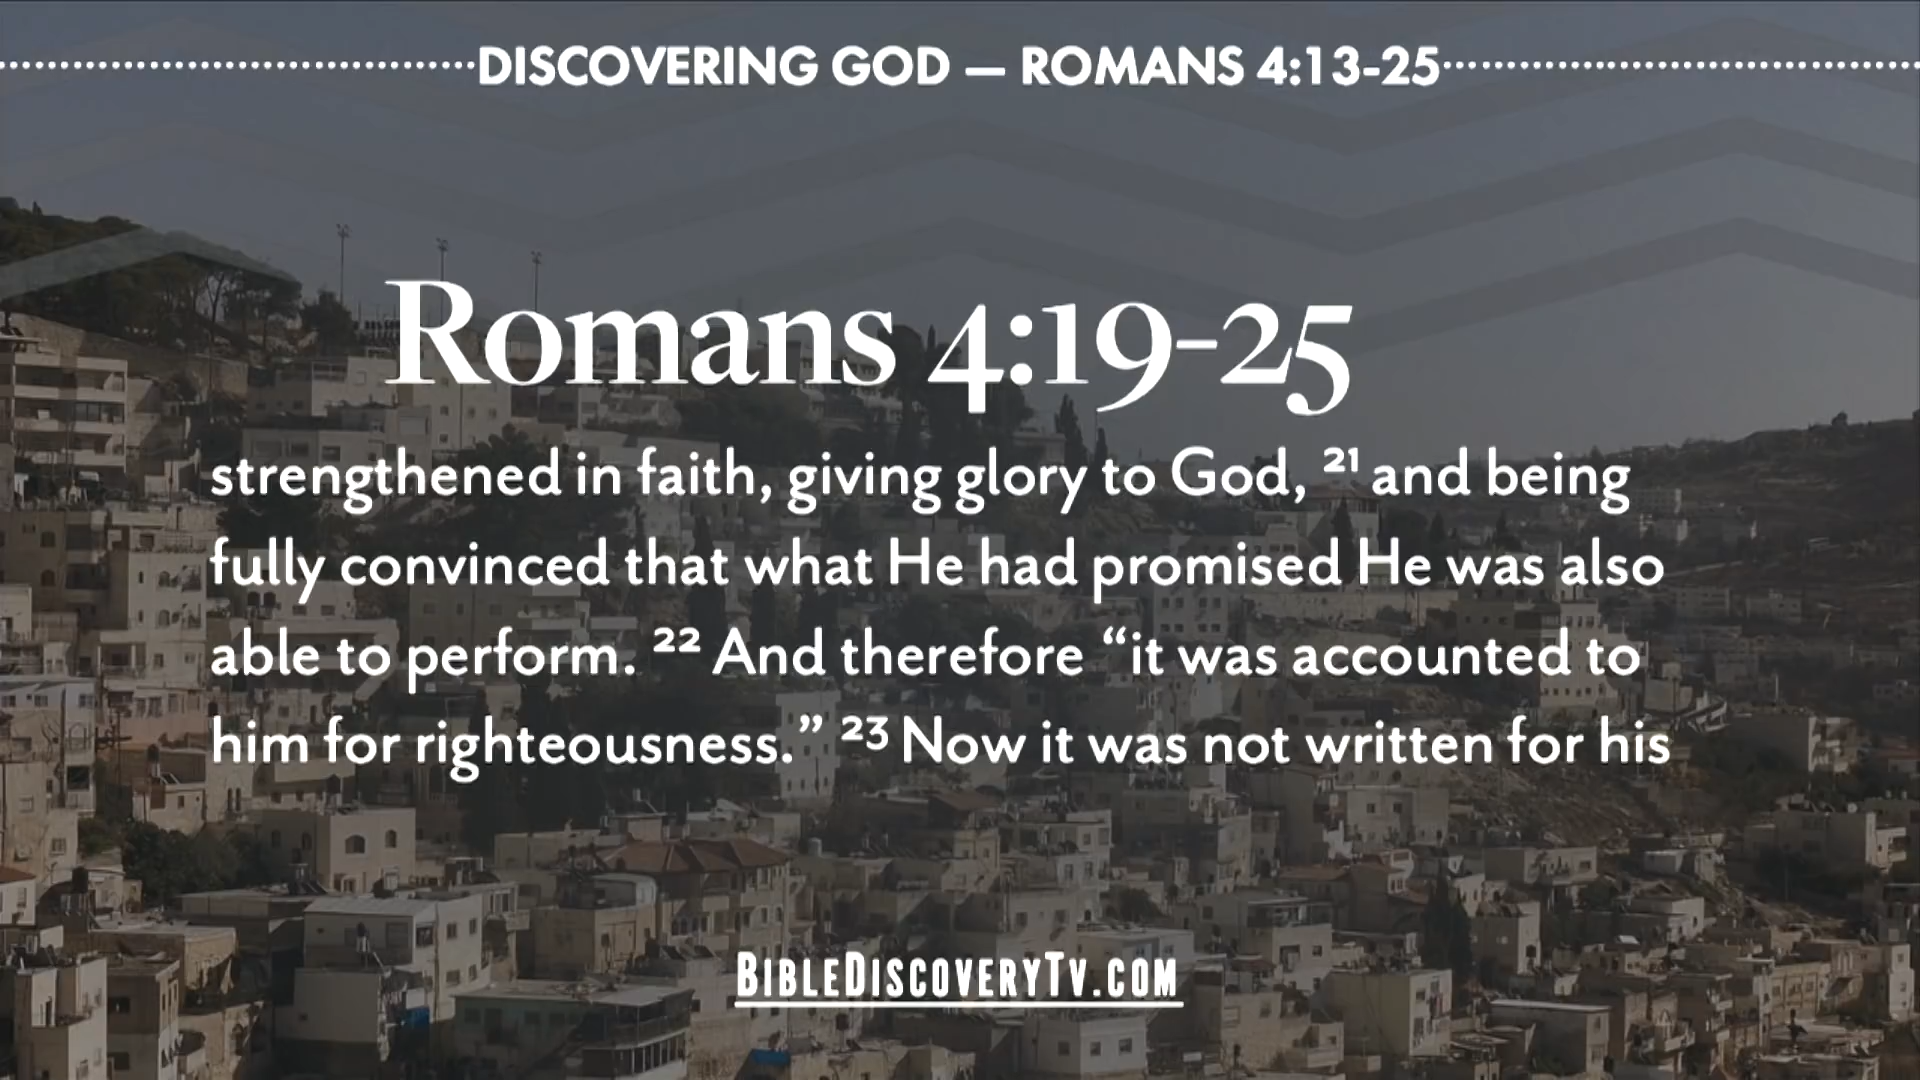 DISCOVERING GOD — ROMANS 4:13-25
Romans 4:19-25
strengthened in faith, giving glory to God, ²¹ and being
fully convinced that what He had promised He was also
able to perform. ²² And therefore “it was accounted to
him for righteousness.” ²³ Now it was not written for his
BIBLEDISCOVERYTV.COM